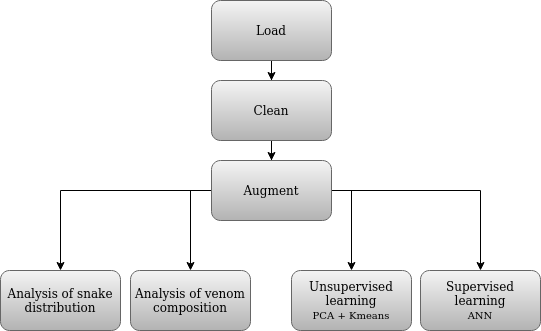 Load
Clean
Augment
Analysis of snake
distribution
Analysis of venom
composition
Unsupervised
learning
PCA + Kmeans
Supervised
learning
ANN